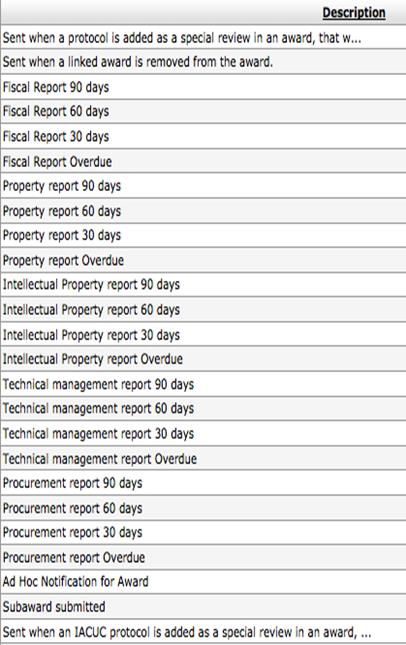 Description
Sent when a protocol is added as a special review in an award, that w...
Sent when a linked award is removed from the award.
Fiscal Report 90 days
Fiscal Report 60 days
Fiscal Report 30 days
Fiscal Report Overdue
Property report 90 days
Property report 60 days
Property report 30 days
Property report Overdue
Intellectual Property report 90 days
Intellectual Property report 60 days
Intellectual Property report 30 days
Intellectual Property report Overdue
Technical management report 90 days
Technical management report 60 days
Technical management report 30 days
Technical management report Overdue
Procurement report 90 days
Procurement report 60 days
Procurement report 30 days
Procurement report Overdue
Ad Hoc Notification for Award
Subaward submitted
Sent when an IACUC protocol is added as a special review in an award, ...